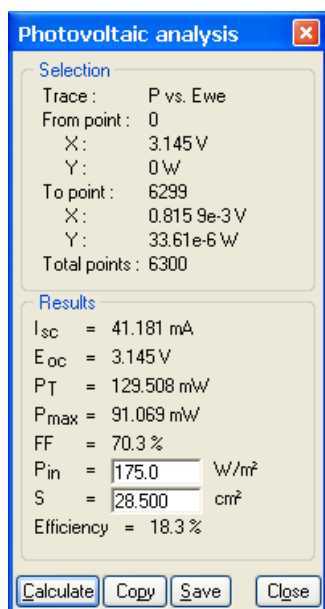 Photovoltaic analysis
Selection
Trace : P vs. Ewe
From point : 0
X : 3.145 V
Y : 0 W
To point : 6299
X : 0.815 9e-3 V
Y : 33.61e-6 W
Total points : 6300
Results
Isc = 41.181 mA
Eoc = 3.145 V
PT = 129.508 mW
Pmax = 91.069 mW
FF = 70.3 %
Pin = 175.0 W/m²
S = 28.500 cm²
Efficiency = 18.3 %
Calculate Copy Save Close